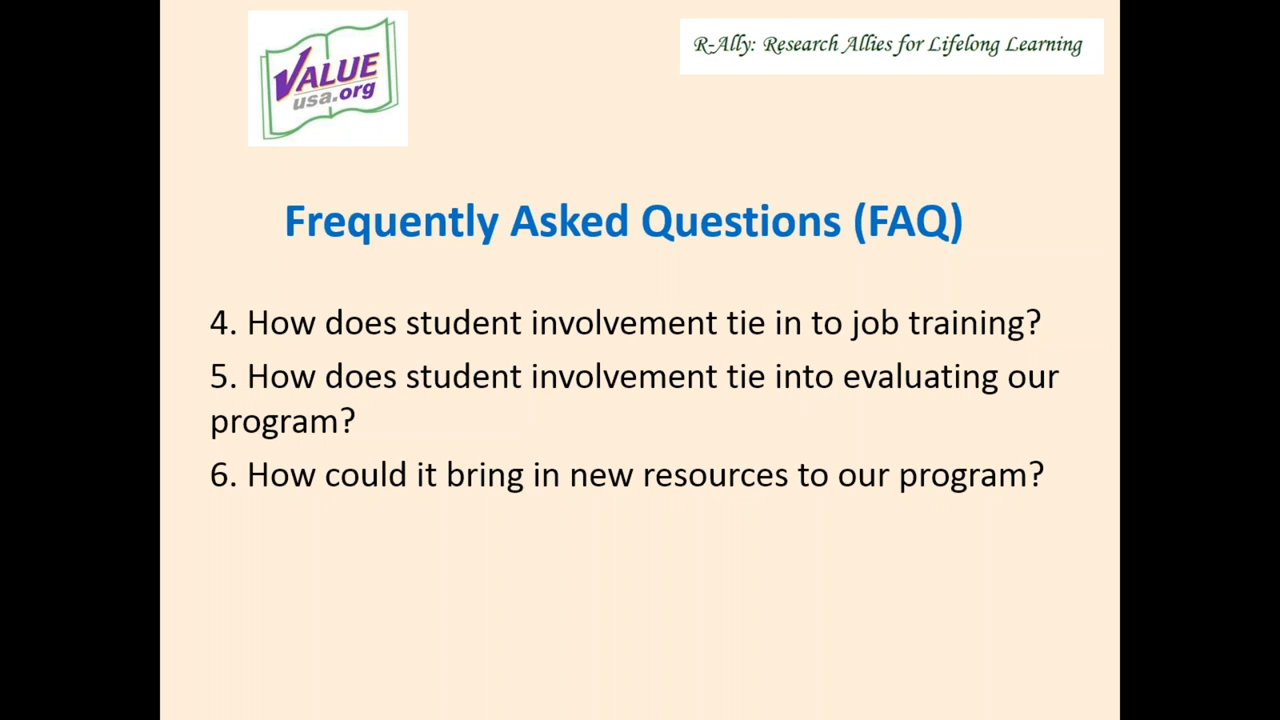 VALUE
usa.org
R-Ally: Research Allies for Lifelong Learning
Frequently Asked Questions (FAQ)
4. How does student involvement tie in to job training?
5. How does student involvement tie into evaluating our
program?
6. How could it bring in new resources to our program?